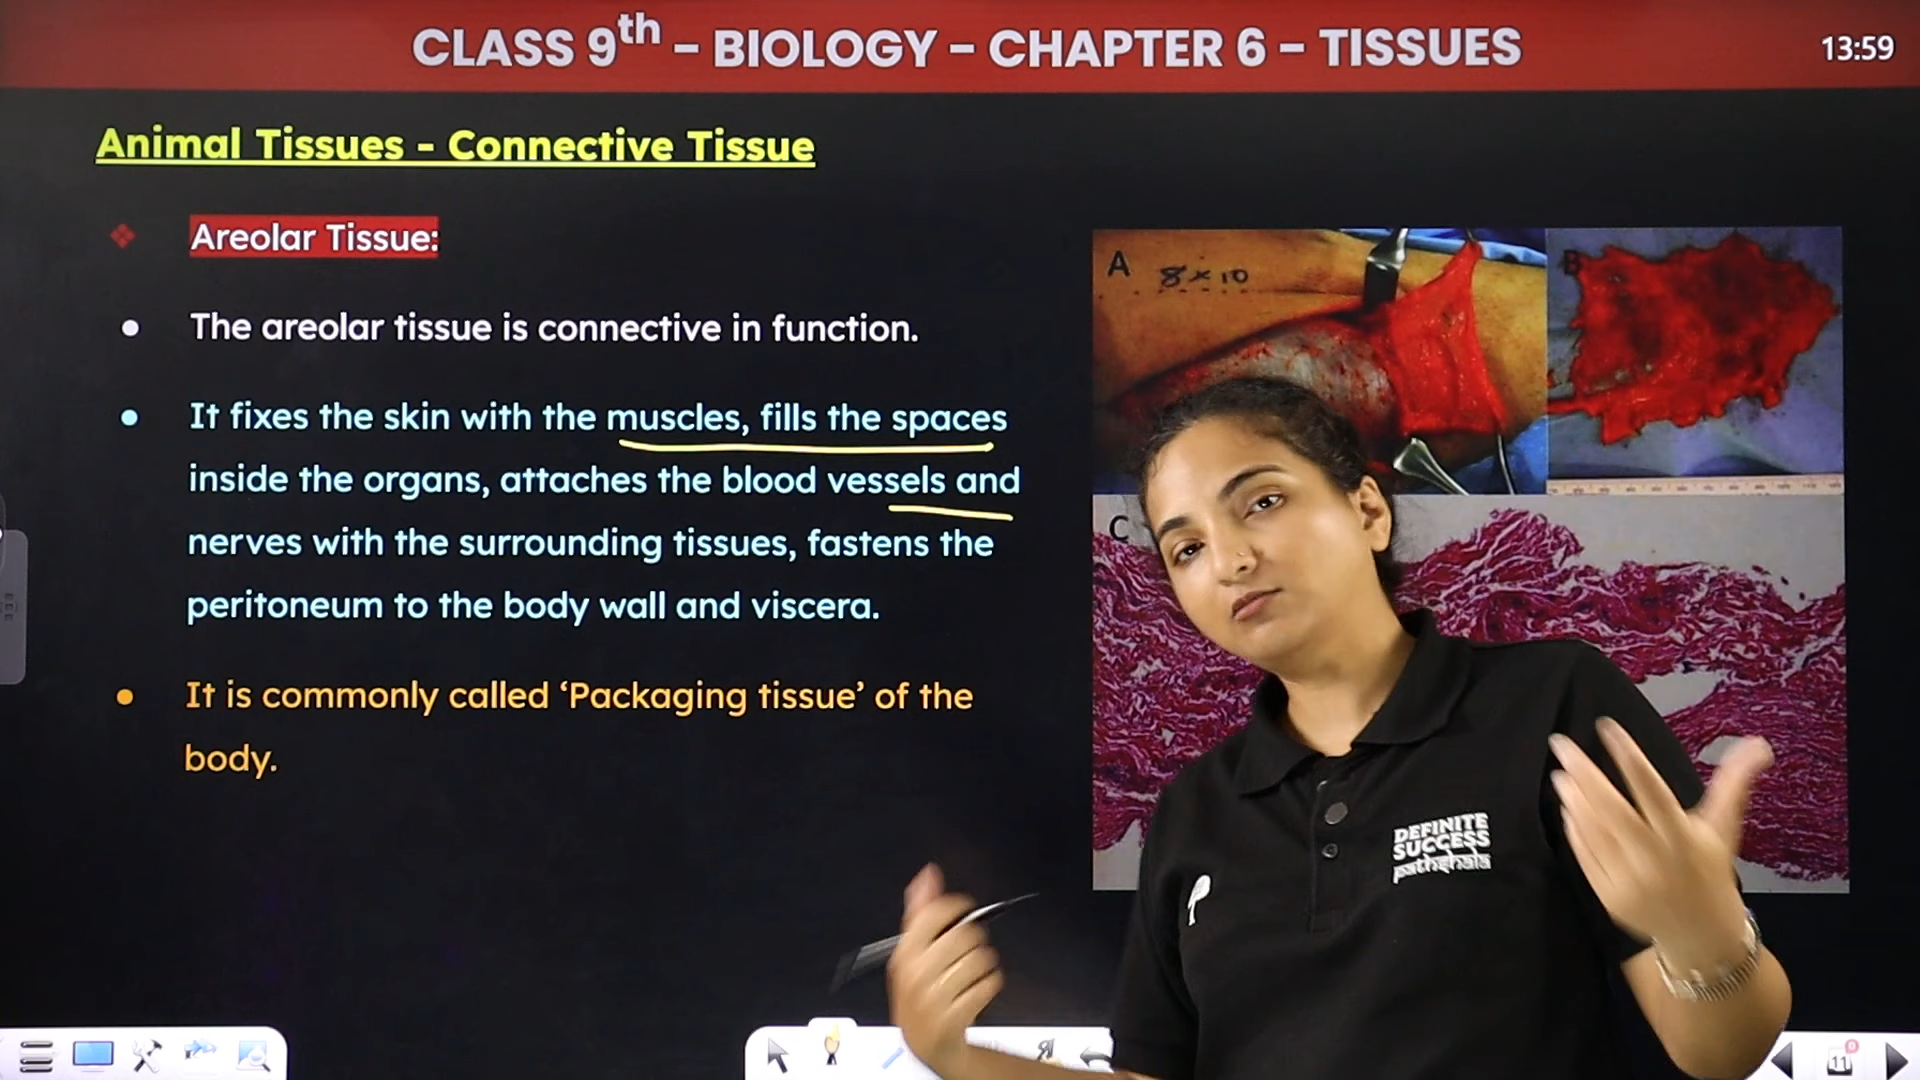 CLASS 9th – BIOLOGY – CHAPTER 6 – TISSUES
13:59
Animal Tissues - Connective Tissue
Areolar Tissue:
The areolar tissue is connective in function.
It fixes the skin with the muscles, fills the spaces
inside the organs, attaches the blood vessels and
nerves with the surrounding tissues, fastens the
peritoneum to the body wall and viscera.
It is commonly called ‘Packaging tissue’ of the
body.
A
8 x 10
B
C
DEFINITE
SUCCESS
pathshala
11
0